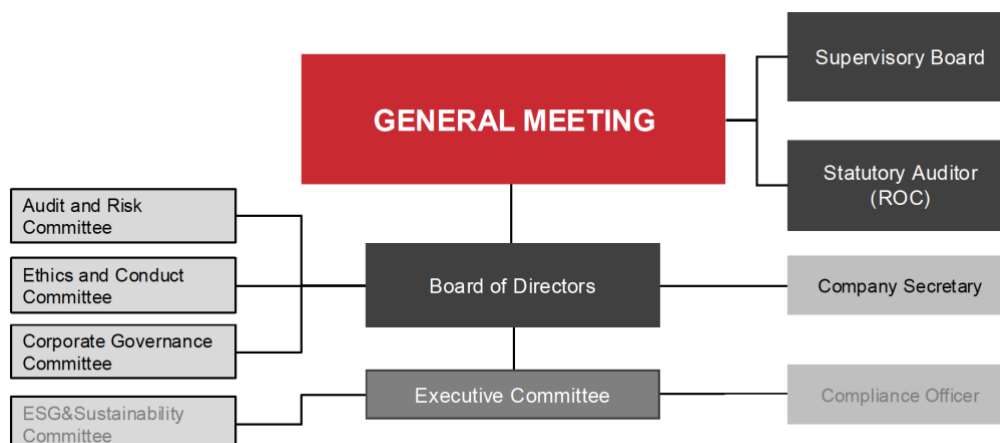 GENERAL MEETING
Supervisory Board
Statutory Auditor
(ROC)
Audit and Risk
Committee
Ethics and Conduct
Committee
Corporate Governance
Committee
ESG&Sustainability
Committee
Board of Directors
Executive Committee
Company Secretary
Compliance Officer